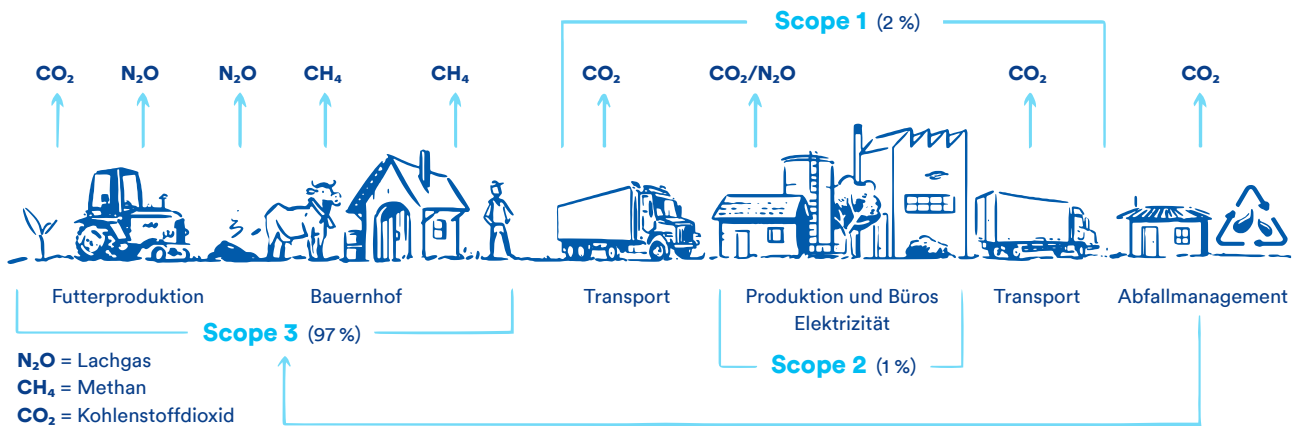 Scope 1 (2 %)
CO₂ N₂O N₂O CH₄ CH₄ CO₂ CO₂/N₂O CO₂ CO₂
Futterproduktion Bauernhof Transport Produktion und Büros Transport Abfallmanagement
Elektrizität
Scope 3 (97 %)
Scope 2 (1 %)
N₂O = Lachgas
CH₄ = Methan
CO₂ = Kohlenstoffdioxid